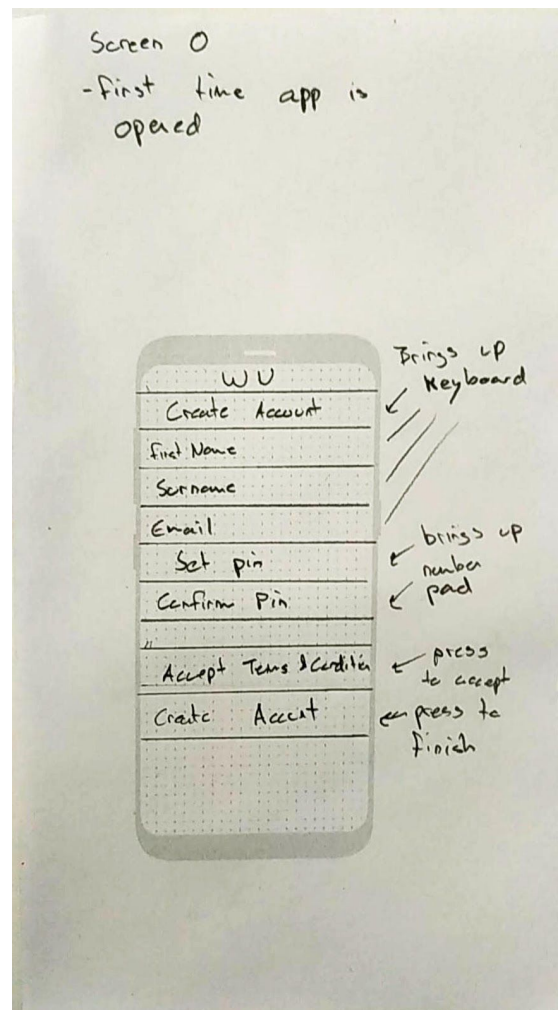 Screen 0
- first time app is
opened
WU
Create Account
First Name
Surname
Email
Set pin
Confirm Pin
"
Accept Terms & Condition
Create Accont
Brings up
Keyboard
brings up
number
pad
press
to accept
press to
finish